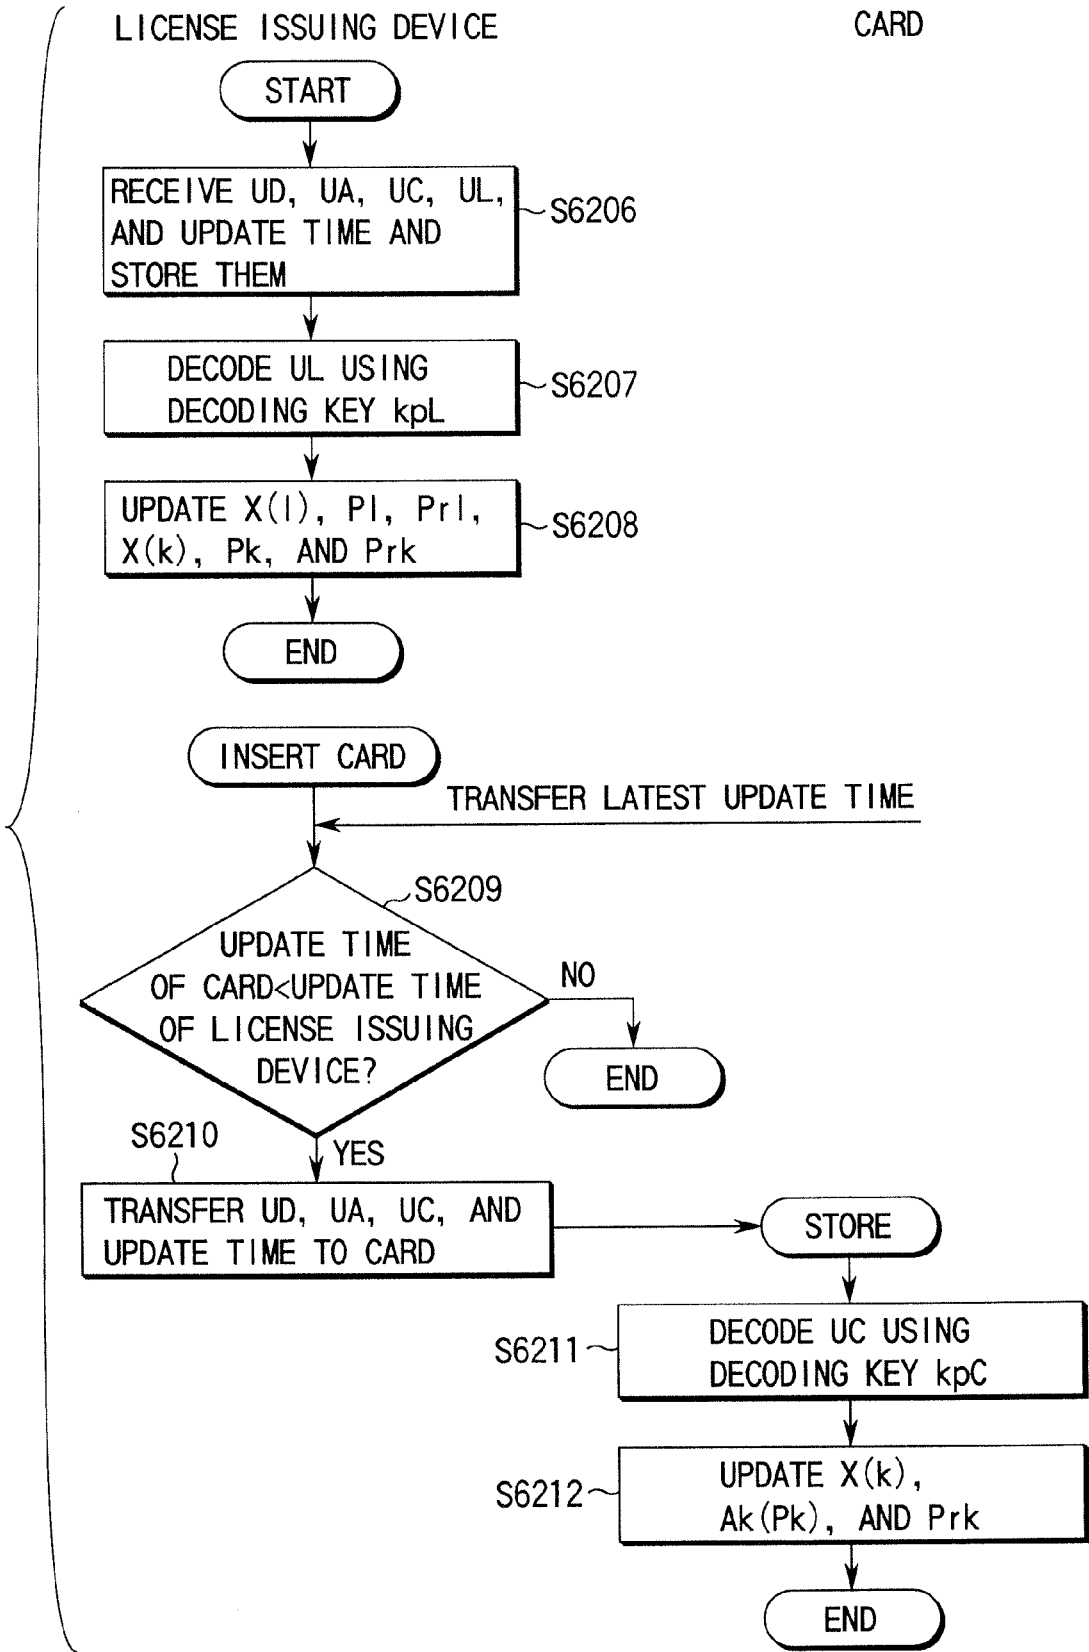 LICENSE ISSUING DEVICE
CARD
START
RECEIVE UD, UA, UC, UL,
AND UPDATE TIME AND
STORE THEM
S6206
DECODE UL USING
DECODING KEY kpL
S6207
UPDATE X(l), Pl, Prl,
X(k), Pk, AND Prk
S6208
END
INSERT CARD
TRANSFER LATEST UPDATE TIME
S6209
UPDATE TIME
OF CARD<UPDATE TIME
OF LICENSE ISSUING
DEVICE?
NO
END
S6210
YES
TRANSFER UD, UA, UC, AND
UPDATE TIME TO CARD
STORE
DECODE UC USING
DECODING KEY kpC
S6211
UPDATE X(k),
Ak(Pk), AND Prk
S6212
END